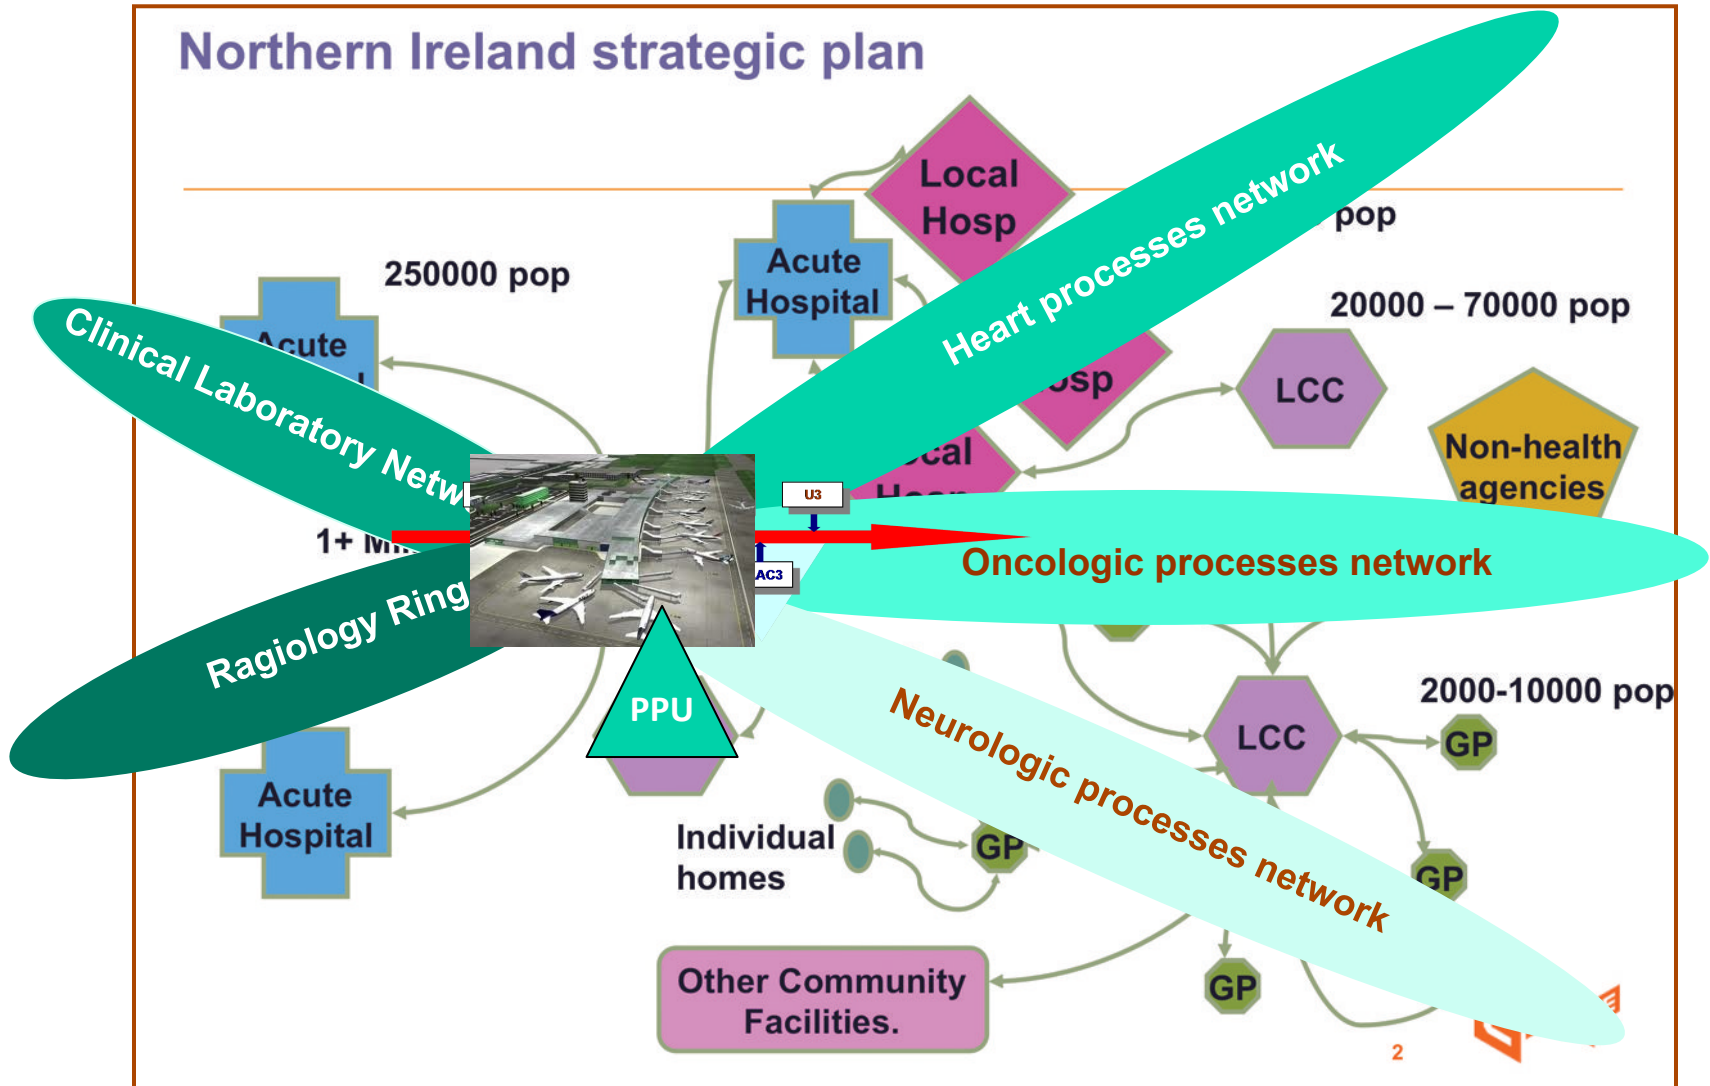 Northern Ireland strategic plan
Local
Hosp
pop
Acute
Hospital
250000 pop
Heart processes network
20000 – 70000 pop
Clinical Laboratory
Acute
LCC
Non-health
agencies
U3
1+
Oncologic processes network
AC3
Ragiology Ring
PPU
2000-10000 pop
LCC
GP
Neurologic processes network
Acute
Hospital
Individual
homes
GP
GP
Other Community
Facilities.
GP
2